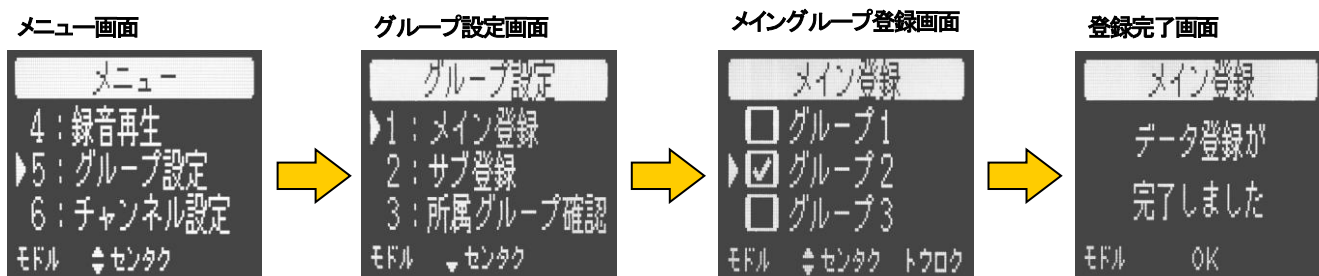 メニュー画面
メニュー
4：録音再生
5：グループ設定
6：チャンネル設定
モドル センタク
グループ設定画面
グループ設定
1：メイン登録
2：サブ登録
3：所属グループ確認
モドル センタク
メイングループ登録画面
メイン登録
グループ1
グループ2
グループ3
モドル センタク トウロク
登録完了画面
メイン登録
データ登録が
完了しました
モドル OK